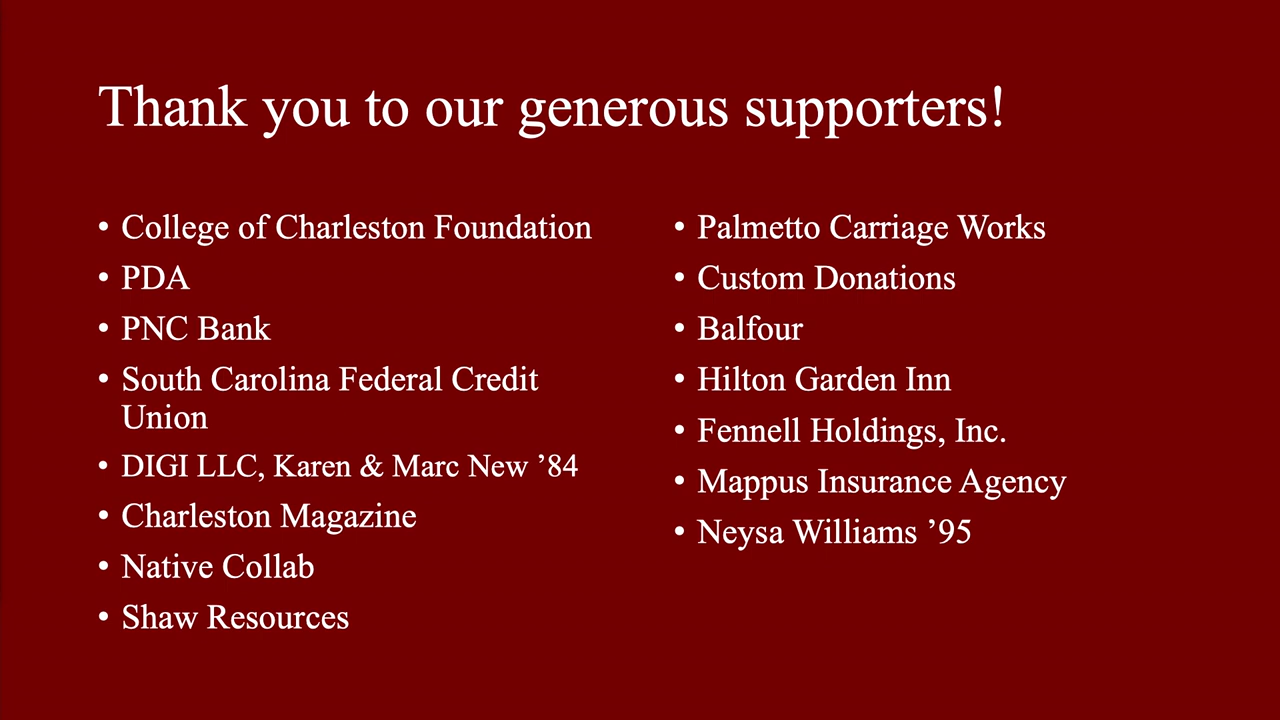 Thank you to our generous supporters!
• College of Charleston Foundation
• PDA
• PNC Bank
• South Carolina Federal Credit
Union
• DIGI LLC, Karen & Marc New ’84
• Charleston Magazine
• Native Collab
• Shaw Resources
• Palmetto Carriage Works
• Custom Donations
• Balfour
• Hilton Garden Inn
• Fennell Holdings, Inc.
• Mappus Insurance Agency
• Neysa Williams ’95